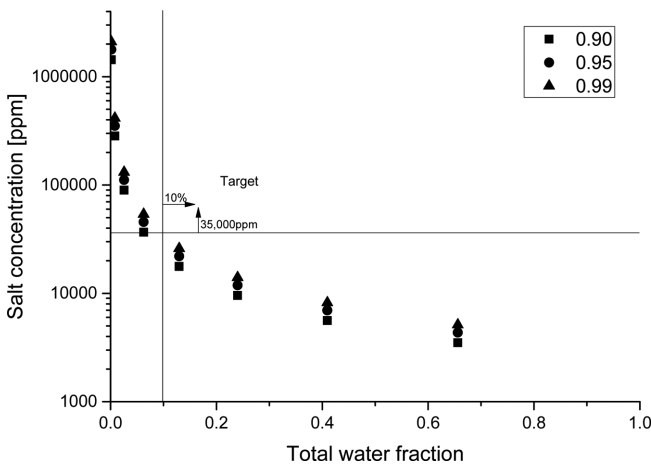 0.90
0.95
0.99
1000000
100000
10000
1000
Salt concentration [ppm]
Target
10%
35,000ppm
0.0 0.2 0.4 0.6 0.8 1.0
Total water fraction